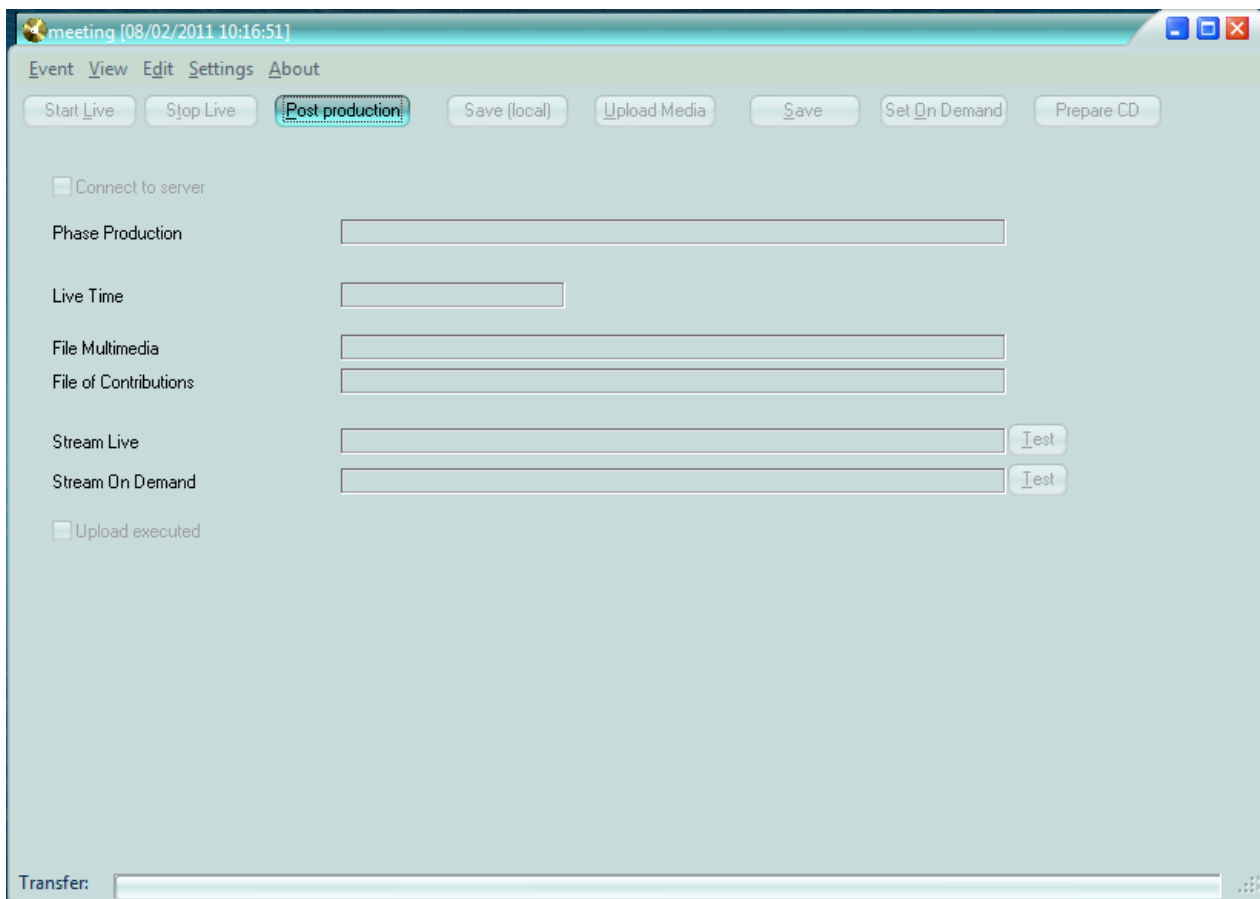 meeting [08/02/2011 10:16:51]
Event View Edit Settings About
Start Live Stop Live Post production Save (local) Upload Media Save Set On Demand Prepare CD
Connect to server
Phase Production
Live Time
File Multimedia
File of Contributions
Stream Live Test
Stream On Demand Test
Upload executed
Transfer: